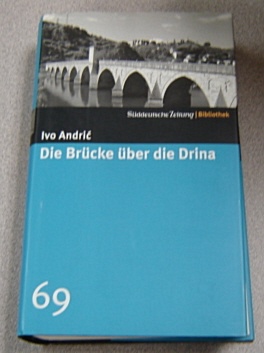 Süddeutsche Zeitung | Bibliothek
Ivo Andrić
Die Brücke über die Drina
69